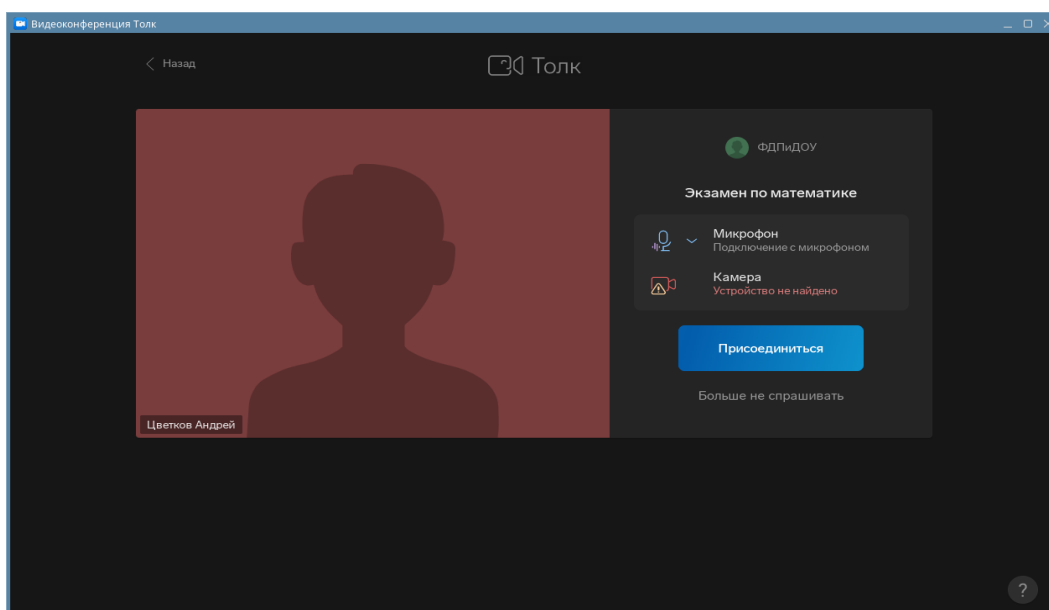 Видеоконференция Толк
Назад
Толк
ФДПиДОУ
Экзамен по математике
Микрофон
Подключение с микрофоном
Камера
Устройство не найдено
Присоединиться
Больше не спрашивать
Цветков Андрей
?